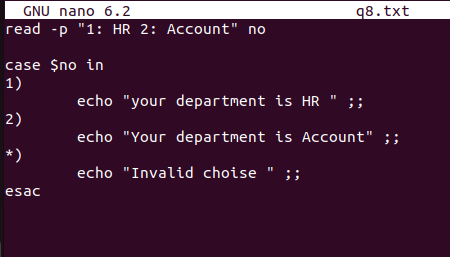 GNU nano 6.2 q8.txt
read -p "1: HR 2: Account" no
case $no in
1)
echo "your department is HR " ;;
2)
echo "Your department is Account" ;;
*)
echo "Invalid choise " ;;
esac